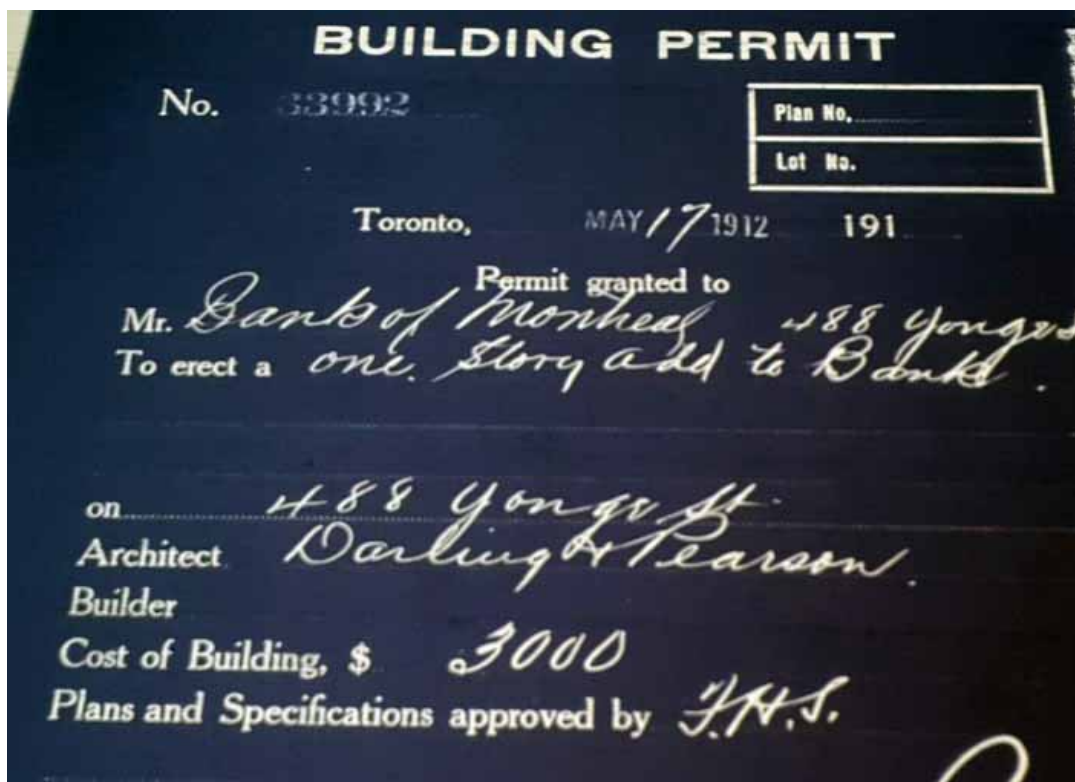 BUILDING PERMIT
No. 33992
Plan No.
Lot No.
Toronto, MAY 17 1912 191
Permit granted to
Mr. Bank of Montreal 488 Yonge St
To erect a one. Story add to Bank.
on 488 Yonge St.
Architect Darling & Pearson.
Builder
Cost of Building, $ 3000
Plans and Specifications approved by F.H.S.